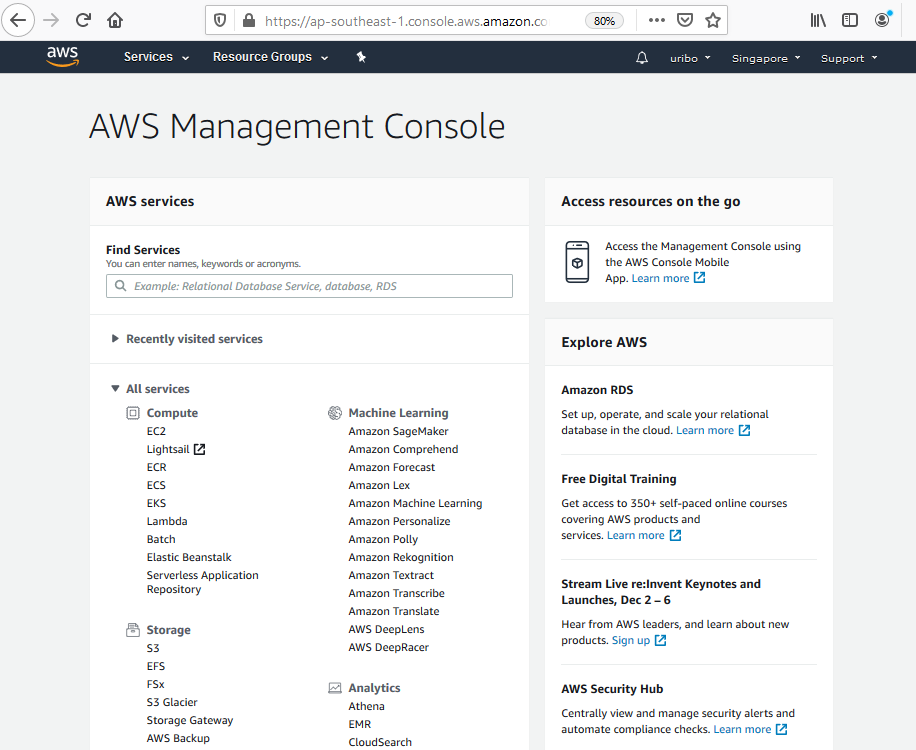 https://ap-southeast-1.console.aws.amazon.co
80%
aws
Services
Resource Groups
uribo
Singapore
Support
AWS Management Console
AWS services
Find Services
You can enter names, keywords or acronyms.
Example: Relational Database Service, database, RDS
Recently visited services
All services
Compute
EC2
Lightsail
ECR
ECS
EKS
Lambda
Batch
Elastic Beanstalk
Serverless Application
Repository
Storage
S3
EFS
FSx
S3 Glacier
Storage Gateway
AWS Backup
Machine Learning
Amazon SageMaker
Amazon Comprehend
Amazon Forecast
Amazon Lex
Amazon Machine Learning
Amazon Personalize
Amazon Polly
Amazon Rekognition
Amazon Textract
Amazon Transcribe
Amazon Translate
AWS DeepLens
AWS DeepRacer
Analytics
Athena
EMR
CloudSearch
Access resources on the go
Access the Management Console using
the AWS Console Mobile
App. Learn more
Explore AWS
Amazon RDS
Set up, operate, and scale your relational
database in the cloud. Learn more
Free Digital Training
Get access to 350+ self-paced online courses
covering AWS products and
services. Learn more
Stream Live re:Invent Keynotes and
Launches, Dec 2 – 6
Hear from AWS leaders, and learn about new
products. Sign up
AWS Security Hub
Centrally view and manage security alerts and
automate compliance checks. Learn more